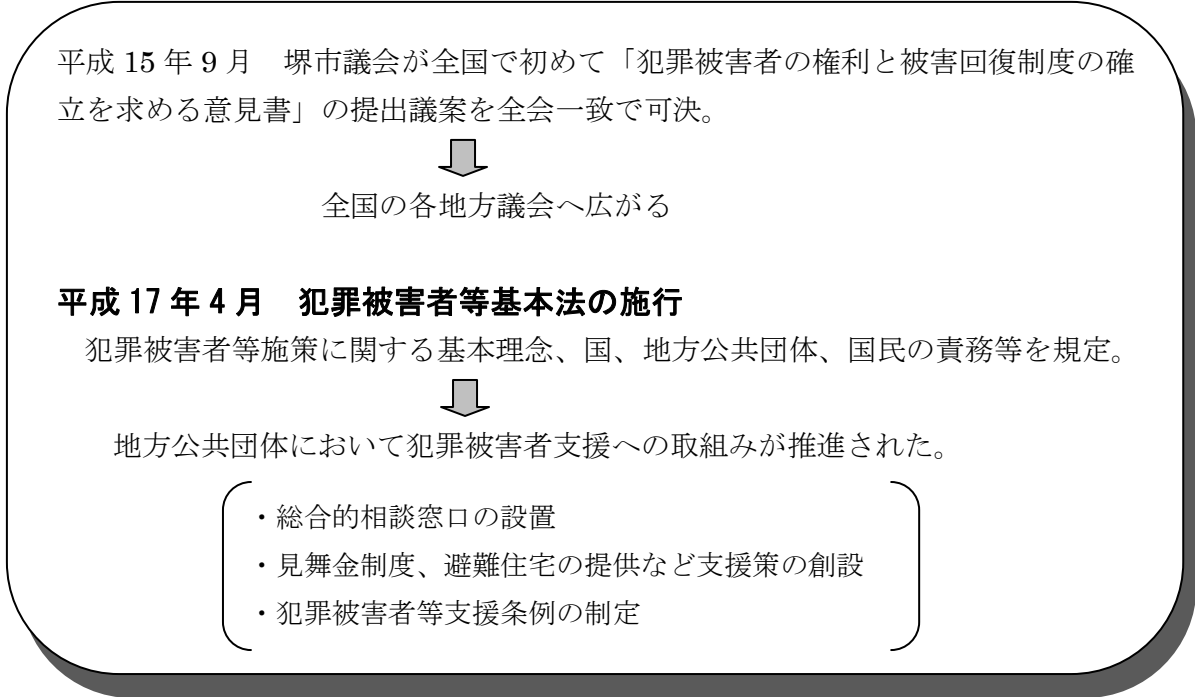 平成 15 年 9 月　堺市議会が全国で初めて「犯罪被害者の権利と被害回復制度の確
立を求める意見書」の提出議案を全会一致で可決。
全国の各地方議会へ広がる
平成 17 年 4 月　犯罪被害者等基本法の施行
犯罪被害者等施策に関する基本理念、国、地方公共団体、国民の責務等を規定。
地方公共団体において犯罪被害者支援への取組みが推進された。
・総合的相談窓口の設置
・見舞金制度、避難住宅の提供など支援策の創設
・犯罪被害者等支援条例の制定